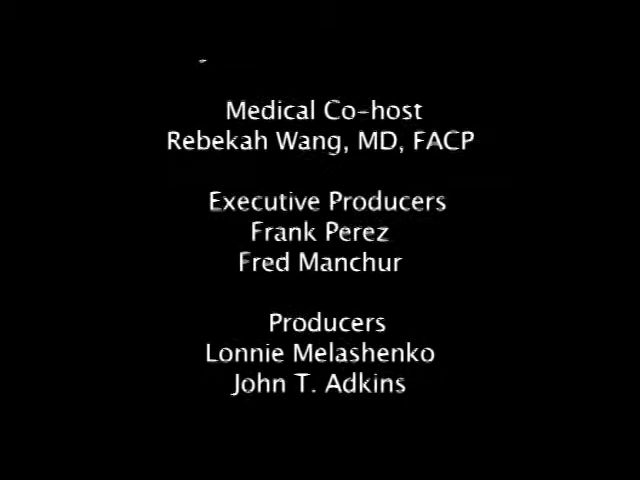 Medical Co-host
Rebekah Wang, MD, FACP
Executive Producers
Frank Perez
Fred Manchur
Producers
Lonnie Melashenko
John T. Adkins